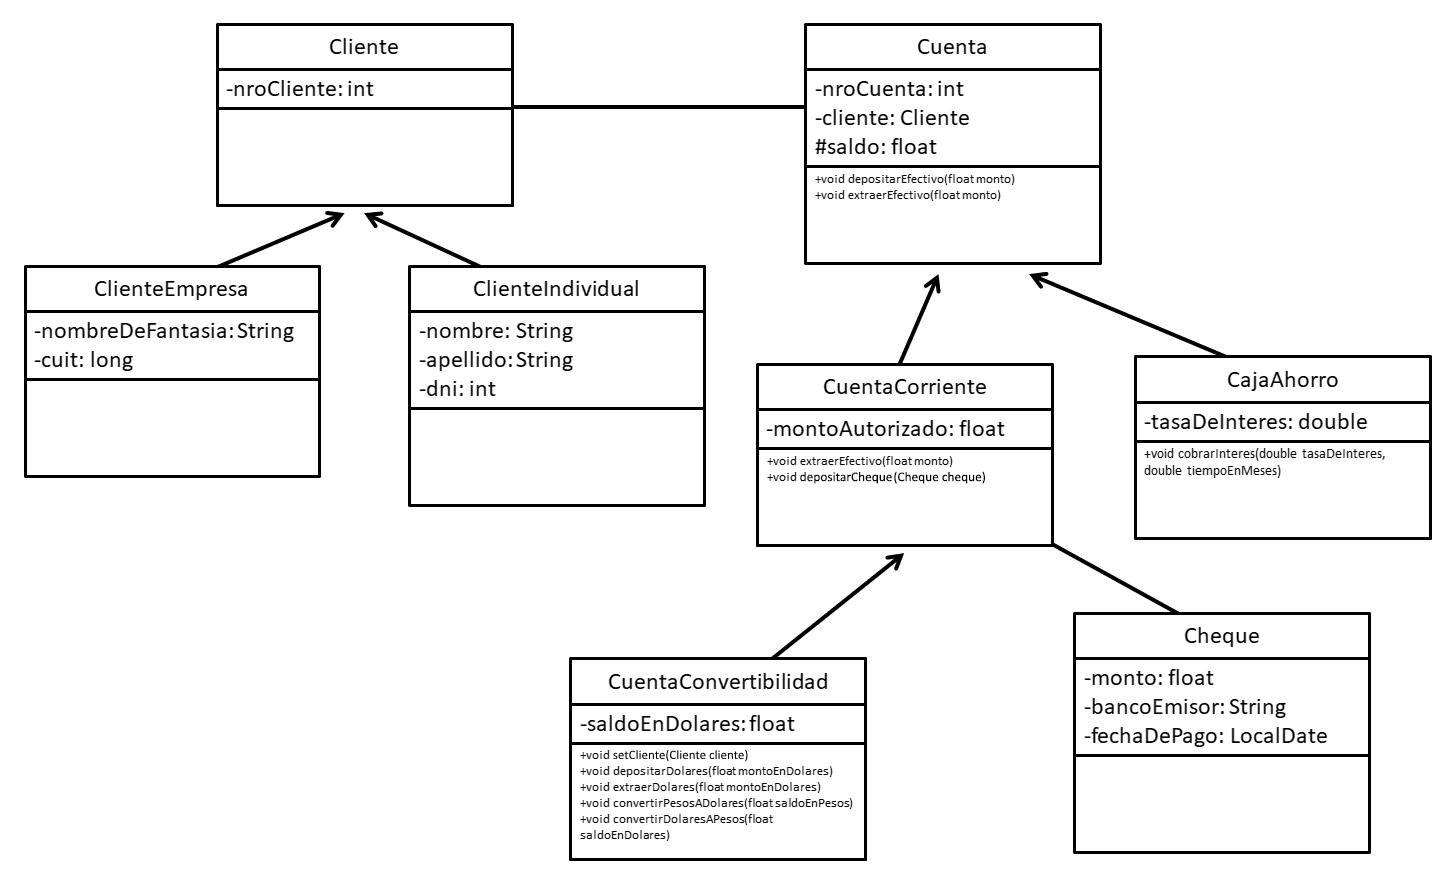 Cliente
-nroCliente: int
Cuenta
-nroCuenta: int
-cliente: Cliente
#saldo: float
+void depositarEfectivo(float monto)
+void extraerEfectivo(float monto)
ClienteEmpresa
-nombreDeFantasia: String
-cuit: long
ClienteIndividual
-nombre: String
-apellido: String
-dni: int
CuentaCorriente
-montoAutorizado: float
+void extraerEfectivo(float monto)
+void depositarCheque(Cheque cheque)
CajaAhorro
-tasaDeInteres: double
+void cobrarInteres(double tasaDeInteres,
double tiempoEnMeses)
CuentaConvertibilidad
-saldoEnDolares: float
+void setCliente(Cliente cliente)
+void depositarDolares(float montoEnDolares)
+void extraerDolares(float montoEnDolares)
+void convertirPesosADolares(float saldoEnPesos)
+void convertirDolaresAPesos(float
saldoEnDolares)
Cheque
-monto: float
-bancoEmisor: String
-fechaDePago: LocalDate